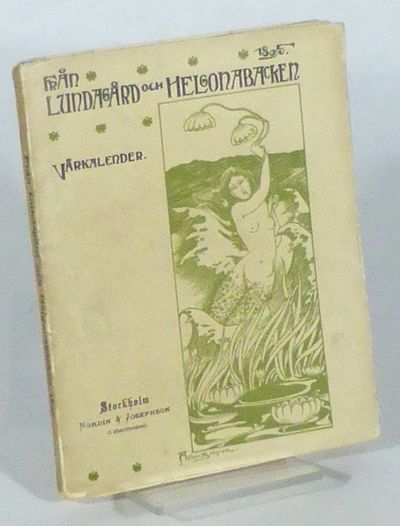 FRÅN
1895.
LUNDAGÅRD OCH HELGONABACKEN
VÅRKALENDER.
Stockholm
NORDIN & JOSEPHSON